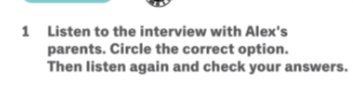 1 Listen to the interview with Alex's
parents. Circle the correct option.
Then listen again and check your answers.